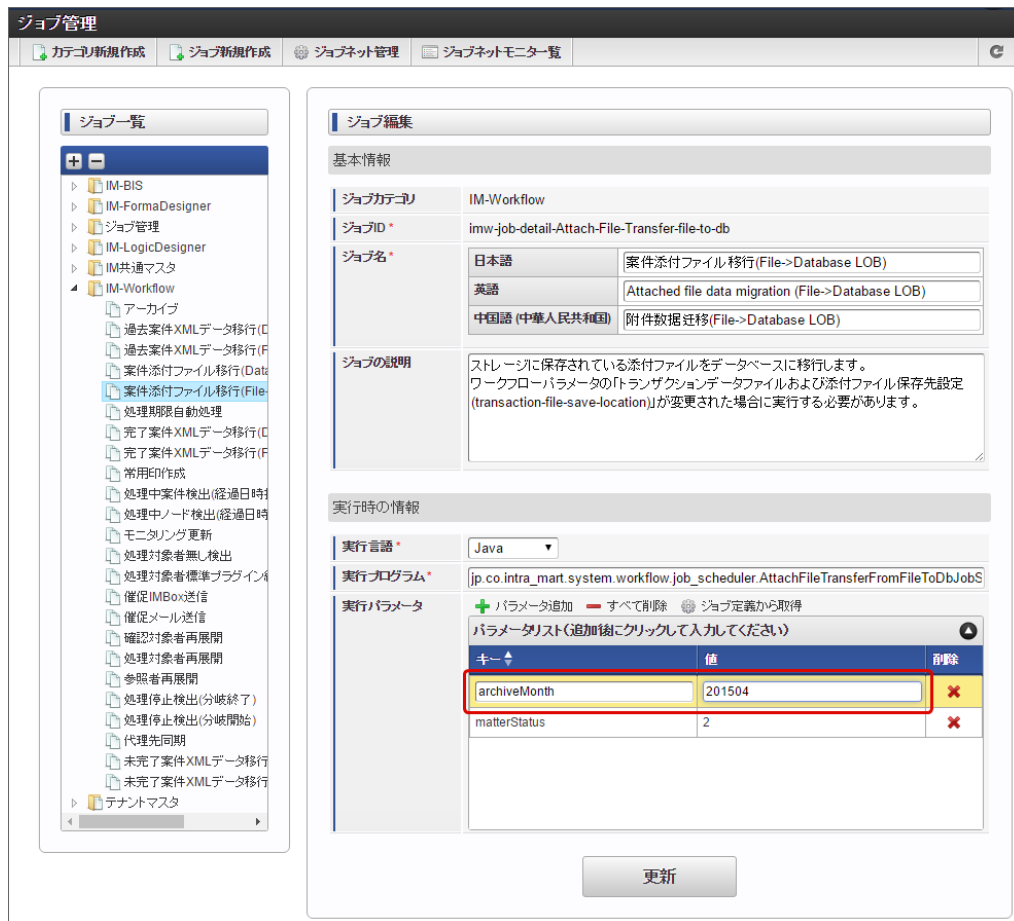 ジョブ管理
カテゴリ新規作成 ジョブ新規作成 ジョブネット管理 ジョブネットモニター覧
ジョブ一覧
IM-BIS
IM-FormaDesigner
ジョブ管理
IM-LogicDesigner
IM共通マスタ
IM-Workflow
アーカイブ
過去案件XMLデータ移行(D
過去案件XMLデータ移行(F
案件添付ファイル移行(Data
案件添付ファイル移行(File-
処理期限自動処理
完了案件XMLデータ移行(D
完了案件XMLデータ移行(F
常用印作成
処理中案件検出(経過日時
処理中ノード検出(経過日時
モニタリング更新
処理対象者無し検出
処理対象者標準プラグイン
催促IMBox送信
催促メール送信
確認対象者再展開
処理対象者再展開
参照者再展開
処理停止検出(分岐終了)
処理停止検出(分岐開始)
代理先同期
未完了案件XMLデータ移行
未完了案件XMLデータ移行
テナントマスタ
ジョブ編集
基本情報
ジョブカテゴリ IM-Workflow
ジョブID * imw-job-detail-Attach-File-Transfer-file-to-db
ジョブ名 * 日本語 案件添付ファイル移行(File->Database LOB)
英語 Attached file data migration (File->Database LOB)
中国語 (中華人民共和国) 附件数据迁移(File->Database LOB)
ジョブの説明 ストレージに保存されている添付ファイルをデータベースに移行します。
ワークフローパラメータの「トランザクションデータファイルおよび添付ファイル保存先設定
(transaction-file-save-location)」が変更された場合に実行する必要があります。
実行時の情報
実行言語 * Java
実行プログラム * jp.co.intra_mart.system.workflow.job_scheduler.AttachFileTransferFromFileToDbJobS
実行パラメータ パラメータ追加 すべて削除 ジョブ定義から取得
パラメータリスト(追加後にクリックして入力してください)
キー 値 削除
archiveMonth 201504
matterStatus 2
更新